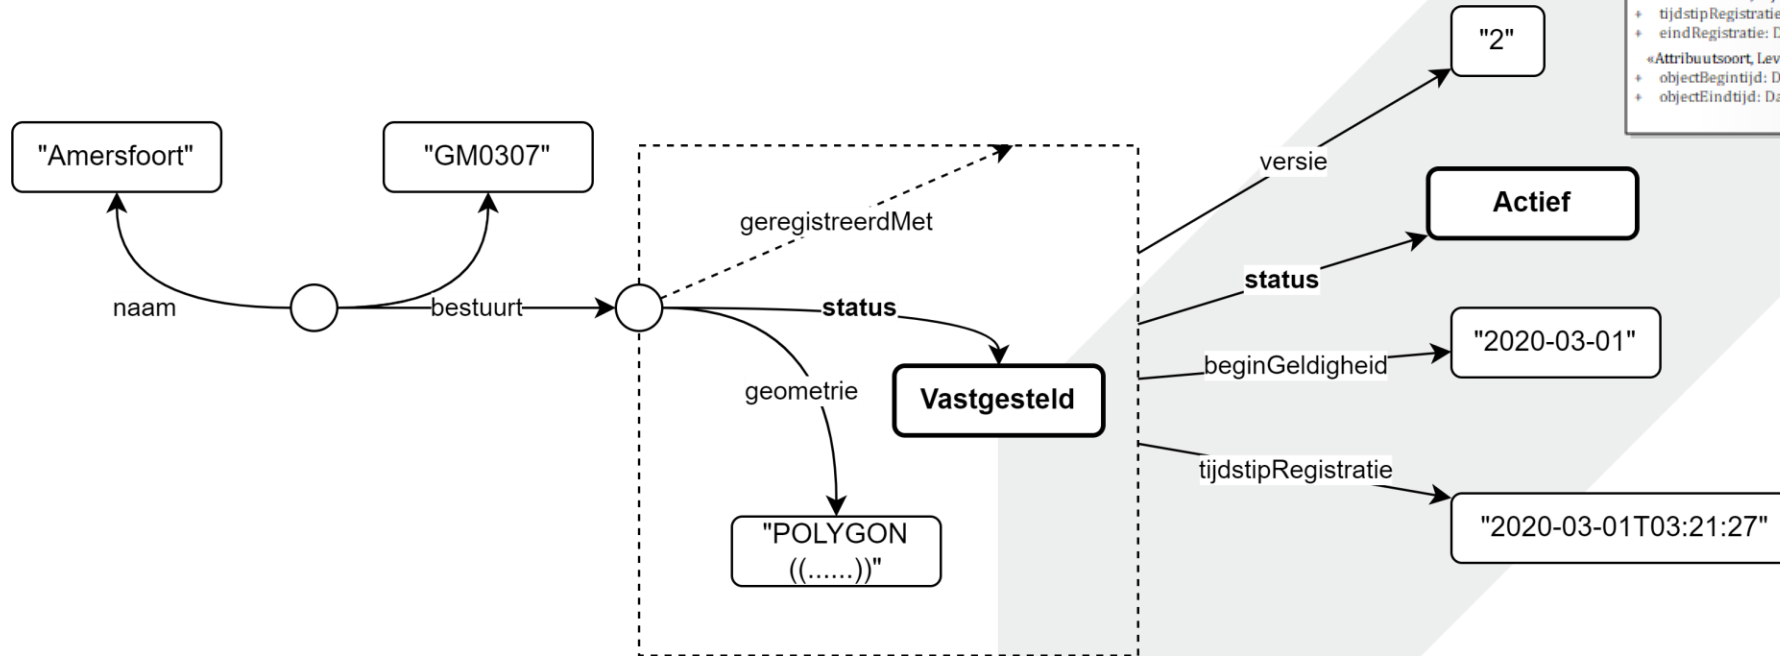 tijdstipRegistratie
+ eindRegistratie: D
«Attribuutsoort, Lev
+ objectBegintijd: D
+ objectEindtijd: Da
"2"
"Amersfoort"
"GM0307"
versie
Actief
geregistreerdMet
status
naam
bestuurt
status
"2020-03-01"
beginGeldigheid
geometrie
Vastgesteld
tijdstipRegistratie
"POLYGON
((......))"
"2020-03-01T03:21:27"